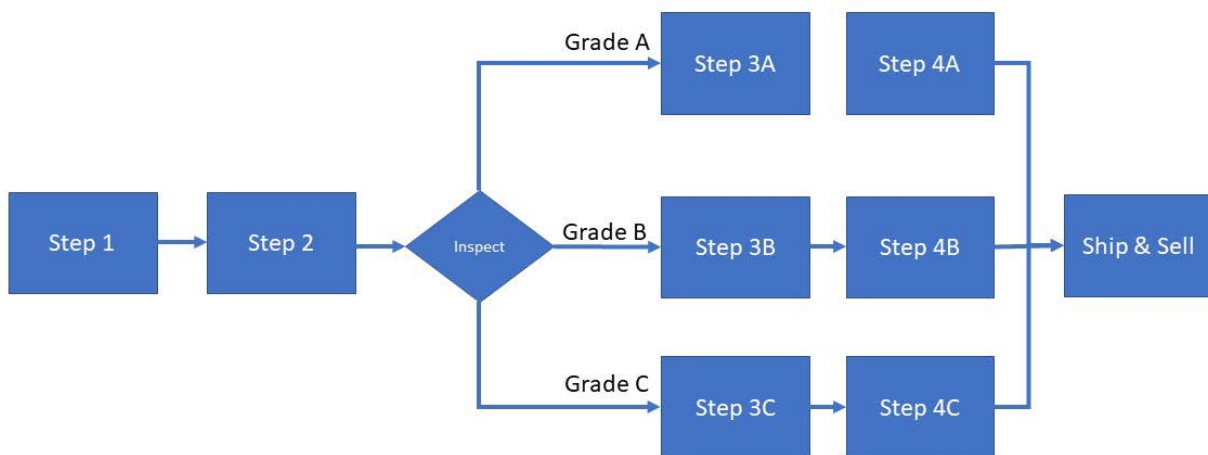 Grade A
Step 3A
Step 4A
Step 1
Step 2
Inspect
Grade B
Step 3B
Step 4B
Ship & Sell
Grade C
Step 3C
Step 4C